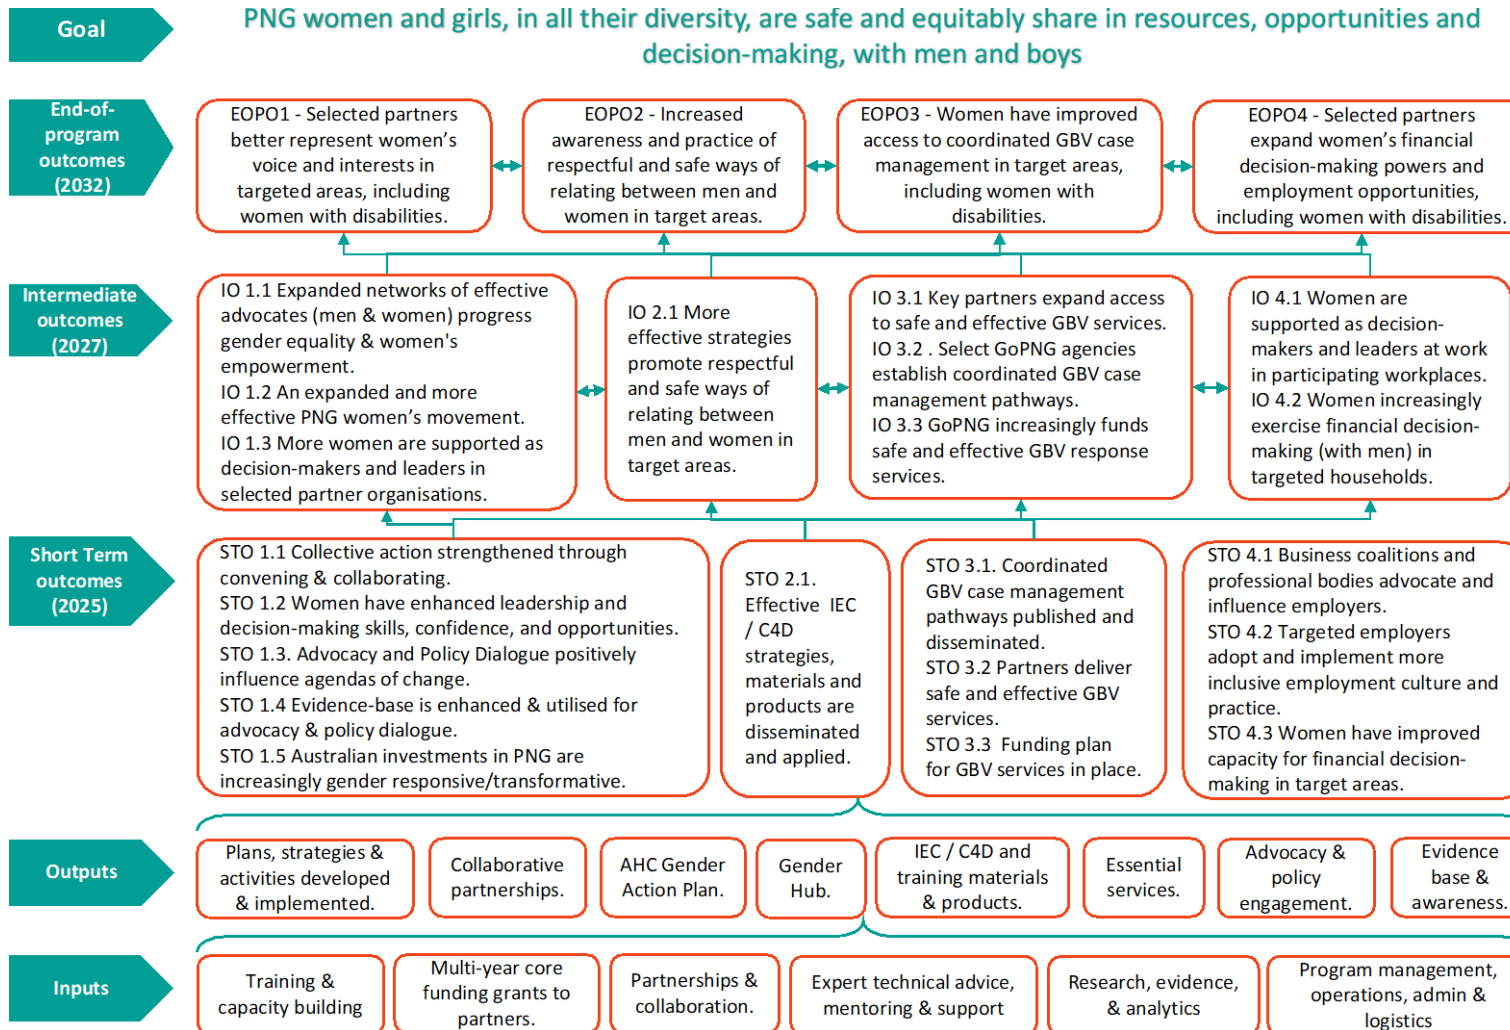 Goal
PNG women and girls, in all their diversity, are safe and equitably share in resources, opportunities and
decision-making, with men and boys
End-of-
program
outcomes
(2032)
EOPO1 - Selected partners
better represent women’s
voice and interests in
targeted areas, including
women with disabilities.
EOPO2 - Increased
awareness and practice of
respectful and safe ways of
relating between men and
women in target areas.
EOPO3 - Women have improved
access to coordinated GBV case
management in target areas,
including women with
disabilities.
EOPO4 - Selected partners
expand women’s financial
decision-making powers and
employment opportunities,
including women with disabilities.
Intermediate
outcomes
(2027)
IO 1.1 Expanded networks of effective
advocates (men & women) progress
gender equality & women's
empowerment.
IO 1.2 An expanded and more
effective PNG women’s movement.
IO 1.3 More women are supported as
decision-makers and leaders in
selected partner organisations.
IO 2.1 More
effective strategies
promote respectful
and safe ways of
relating between
men and women in
target areas.
IO 3.1 Key partners expand access
to safe and effective GBV services.
IO 3.2 . Select GoPNG agencies
establish coordinated GBV case
management pathways.
IO 3.3 GoPNG increasingly funds
safe and effective GBV response
services.
IO 4.1 Women are
supported as decision-
makers and leaders at work
in participating workplaces.
IO 4.2 Women increasingly
exercise financial decision-
making (with men) in
targeted households.
Short Term
outcomes
(2025)
STO 1.1 Collective action strengthened through
convening & collaborating.
STO 1.2 Women have enhanced leadership and
decision-making skills, confidence, and opportunities.
STO 1.3. Advocacy and Policy Dialogue positively
influence agendas of change.
STO 1.4 Evidence-base is enhanced & utilised for
advocacy & policy dialogue.
STO 1.5 Australian investments in PNG are
increasingly gender responsive/transformative.
STO 2.1.
Effective IEC
/ C4D
strategies,
materials and
products are
disseminated
and applied.
STO 3.1. Coordinated
GBV case management
pathways published and
disseminated.
STO 3.2 Partners deliver
safe and effective GBV
services.
STO 3.3 Funding plan
for GBV services in place.
STO 4.1 Business coalitions and
professional bodies advocate and
influence employers.
STO 4.2 Targeted employers
adopt and implement more
inclusive employment culture and
practice.
STO 4.3 Women have improved
capacity for financial decision-
making in target areas.
Outputs
Plans, strategies &
activities developed
& implemented.
Collaborative
partnerships.
AHC Gender
Action Plan.
Gender
Hub.
IEC / C4D and
training materials
& products.
Essential
services.
Advocacy &
policy
engagement.
Evidence
base &
awareness.
Inputs
Training &
capacity building
Multi-year core
funding grants to
partners.
Partnerships &
collaboration.
Expert technical advice,
mentoring & support
Research, evidence,
& analytics
Program management,
operations, admin &
logistics